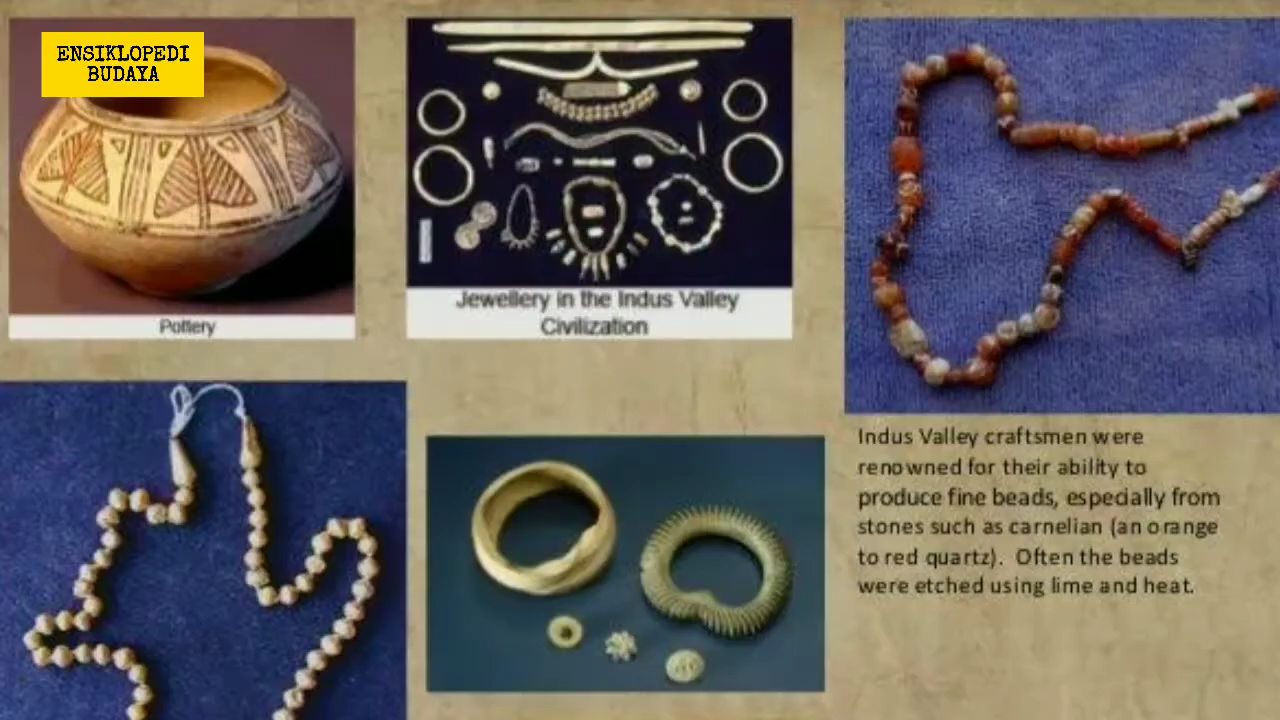 ENSIKLOPEDI
BUDAYA
Pottery
Jewellery in the Indus Valley
Civilization
Indus Valley craftsmen were
renowned for their ability to
produce fine beads, especially from
stones such as carnelian (an orange
to red quartz).  Often the beads
were etched using lime and heat.